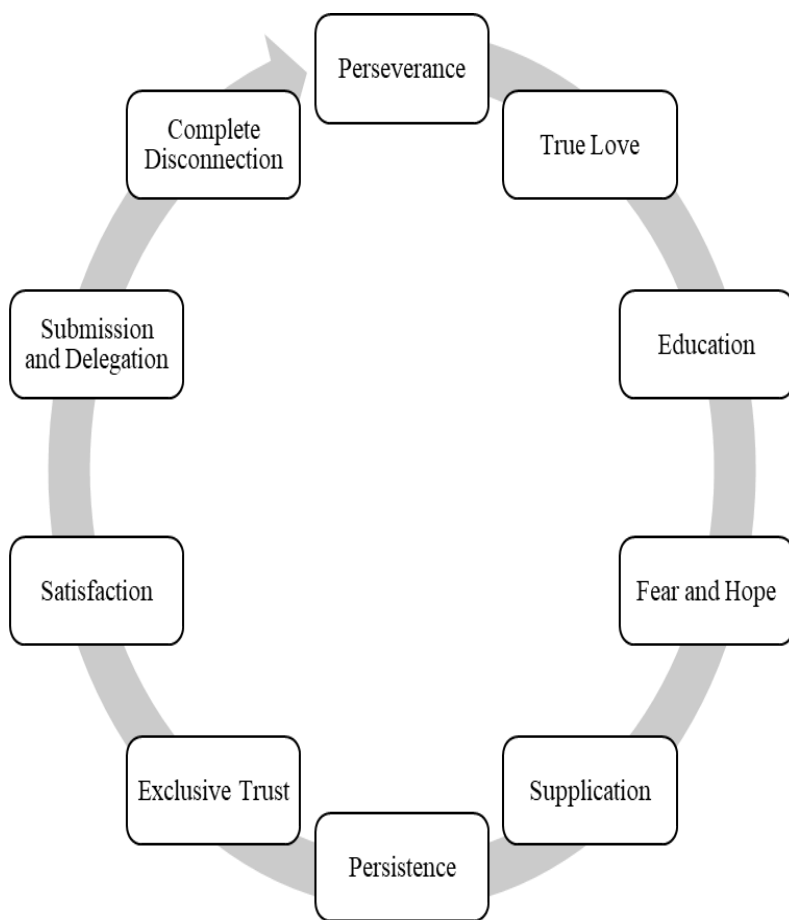 Perseverance
True Love
Education
Fear and Hope
Supplication
Persistence
Exclusive Trust
Satisfaction
Submission
and Delegation
Complete
Disconnection